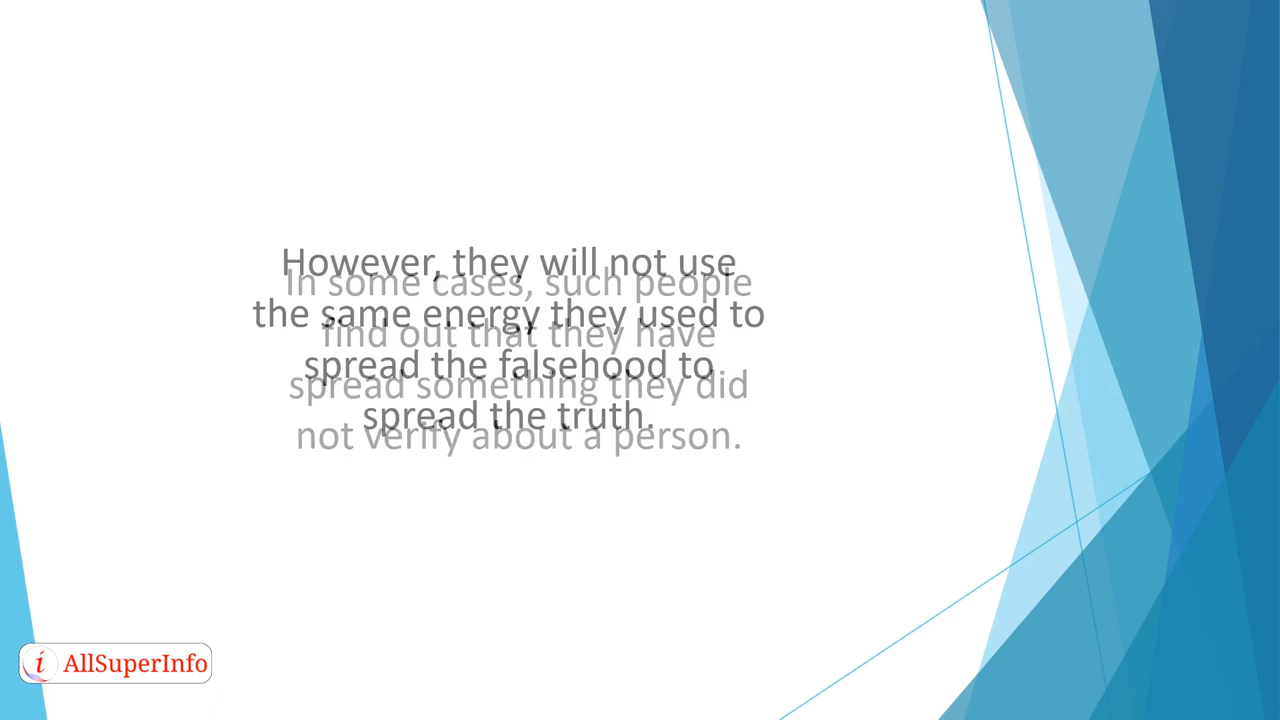 However, they will not use
the same energy they used to
spread the falsehood to
spread the truth.
In some cases, such people
find out that they have
spread something they did
not verify about a person.
i AllSuperInfo